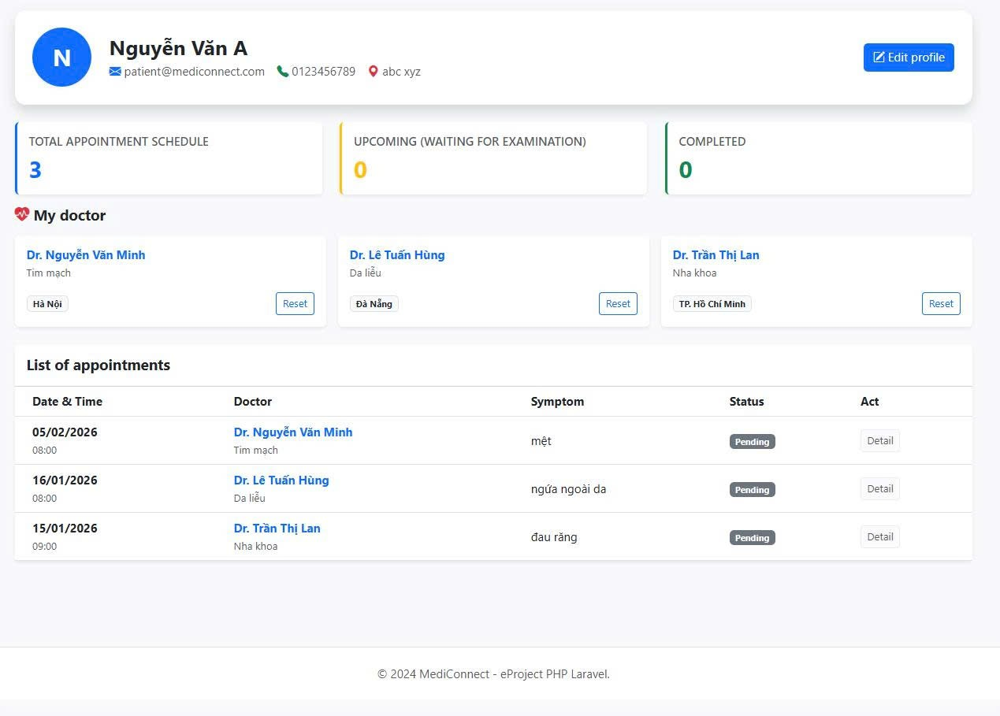 N
Nguyễn Văn A
patient@mediconnect.com 0123456789 abc xyz
Edit profile
TOTAL APPOINTMENT SCHEDULE
3
UPCOMING (WAITING FOR EXAMINATION)
0
COMPLETED
0
My doctor
Dr. Nguyễn Văn Minh
Tim mạch
Hà Nội
Reset
Dr. Lê Tuấn Hùng
Da liễu
Đà Nẵng
Reset
Dr. Trần Thị Lan
Nha khoa
TP. Hồ Chí Minh
Reset
List of appointments
Date & Time Doctor Symptom Status Act
05/02/2026 Dr. Nguyễn Văn Minh mệt Pending Detail
08:00 Tim mạch
16/01/2026 Dr. Lê Tuấn Hùng ngứa ngoài da Pending Detail
08:00 Da liễu
15/01/2026 Dr. Trần Thị Lan đau răng Pending Detail
09:00 Nha khoa
© 2024 MediConnect - eProject PHP Laravel.